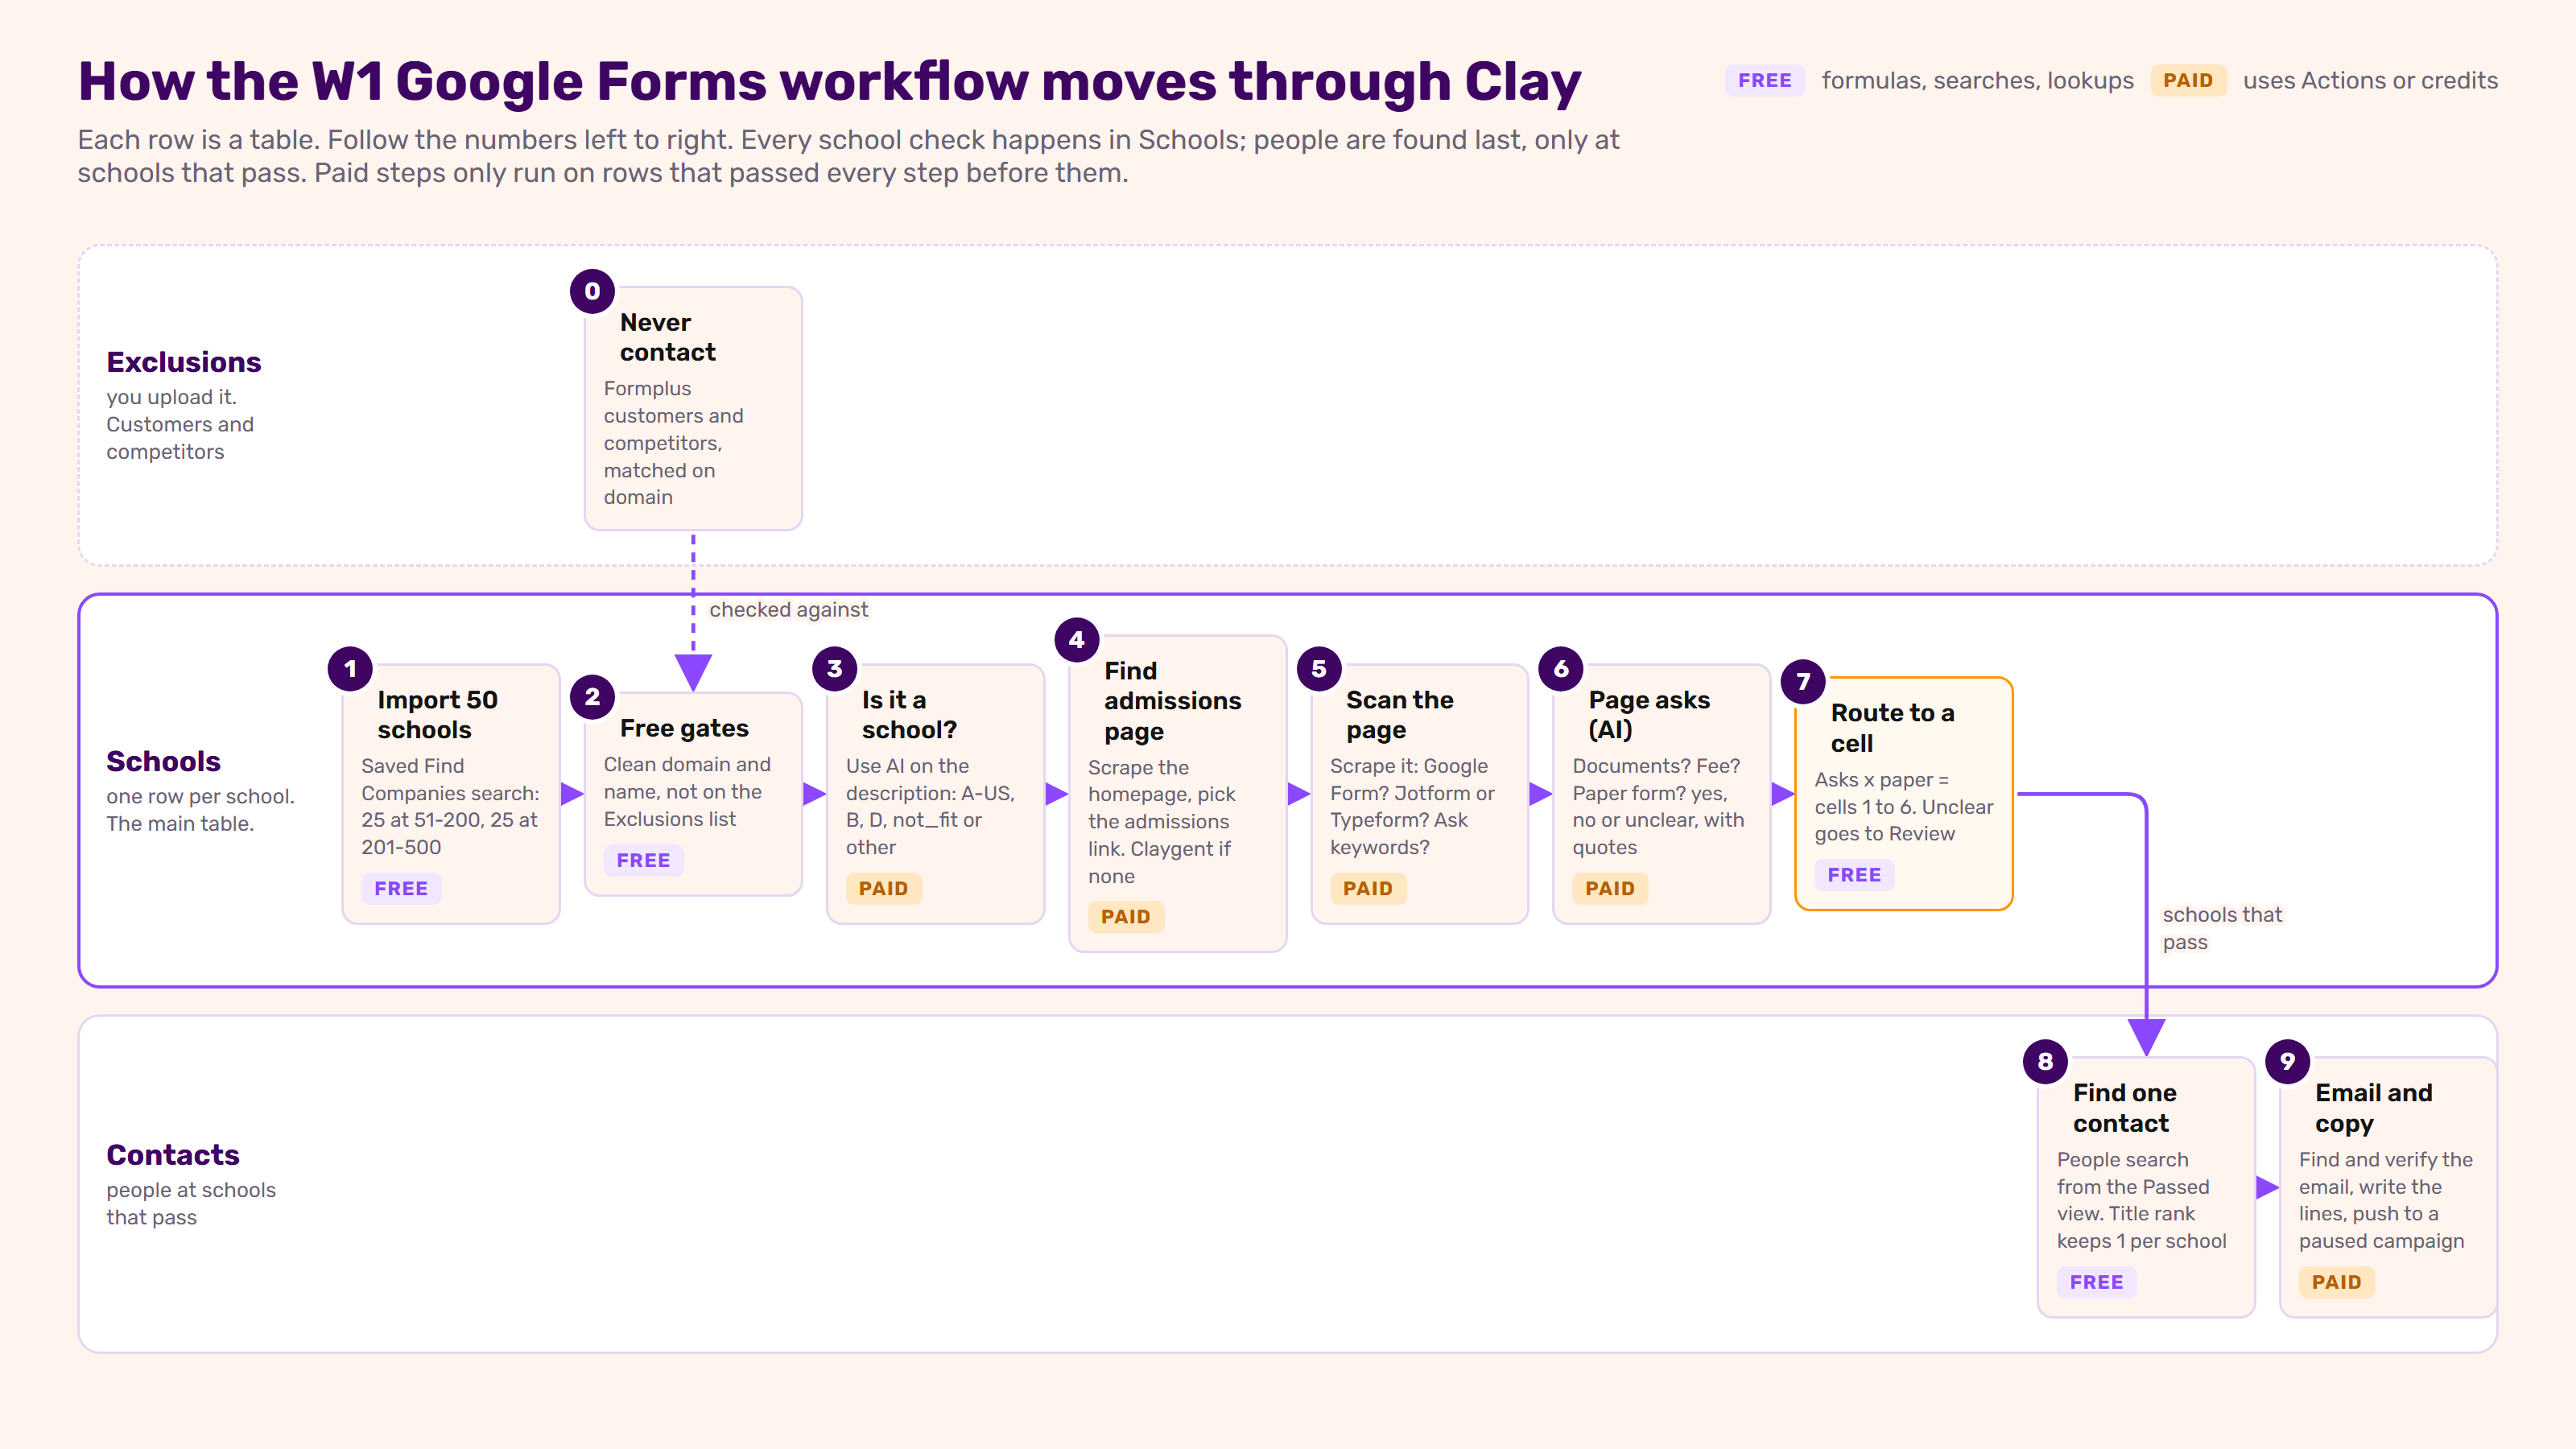 How the W1 Google Forms workflow moves through Clay
FREE formulas, searches, lookups PAID uses Actions or credits
Each row is a table. Follow the numbers left to right. Every school check happens in Schools; people are found last, only at
schools that pass. Paid steps only run on rows that passed every step before them.
Exclusions
you upload it.
Customers and
competitors
0
Never
contact
Formplus
customers and
competitors,
matched on
domain
checked against
Schools
one row per school.
The main table.
1
Import 50
schools
Saved Find
Companies search:
25 at 51-200, 25 at
201-500
FREE
2
Free gates
Clean domain and
name, not on the
Exclusions list
FREE
3
Is it a
school?
Use AI on the
description: A-US,
B, D, not_fit or
other
PAID
4
Find
admissions
page
Scrape the
homepage, pick
the admissions
link. Claygent if
none
PAID
5
Scan the
page
Scrape it: Google
Form? Jotform or
Typeform? Ask
keywords?
PAID
6
Page asks
(AI)
Documents? Fee?
Paper form? yes,
no or unclear, with
quotes
PAID
7
Route to a
cell
Asks x paper =
cells 1 to 6. Unclear
goes to Review
FREE
schools that
pass
Contacts
people at schools
that pass
8
Find one
contact
People search
from the Passed
view. Title rank
keeps 1 per school
FREE
9
Email and
copy
Find and verify the
email, write the
lines, push to a
paused campaign
PAID